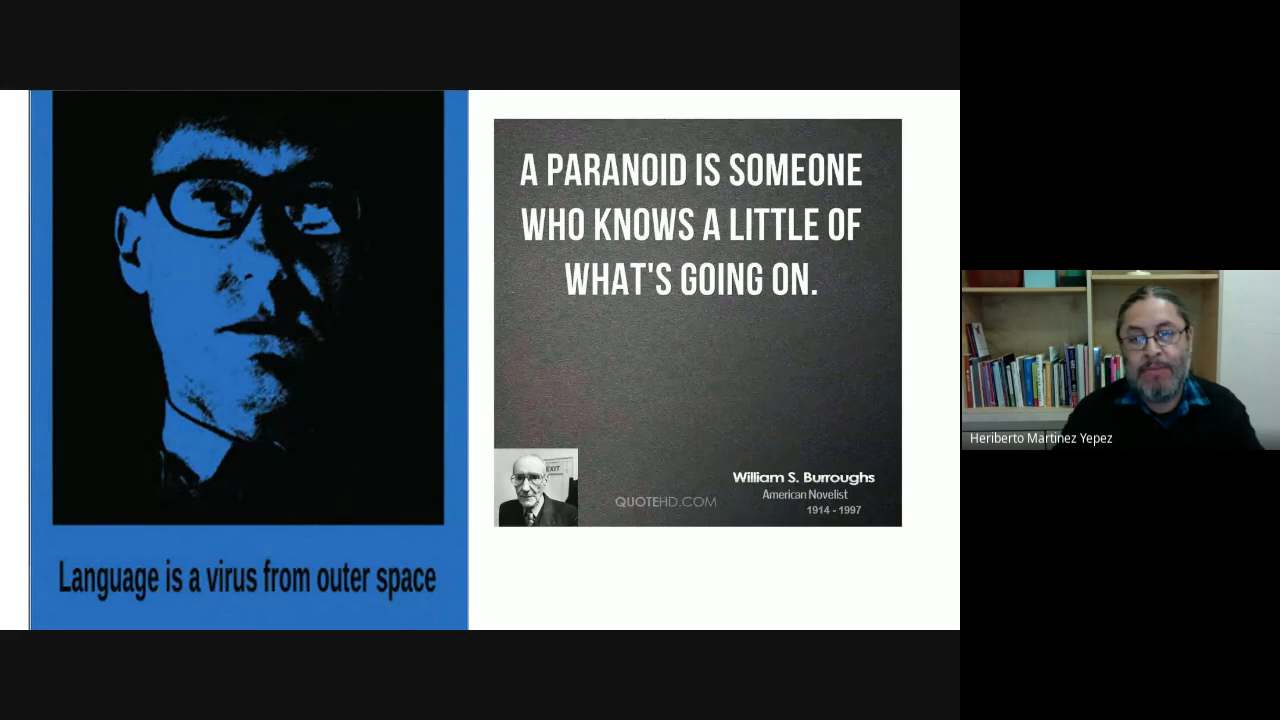 Language is a virus from outer space
A PARANOID IS SOMEONE
WHO KNOWS A LITTLE OF
WHAT'S GOING ON.
EXIT
William S. Burroughs
American Novelist
1914 - 1997
QUOTEHD.COM
Heriberto Martinez Yepez